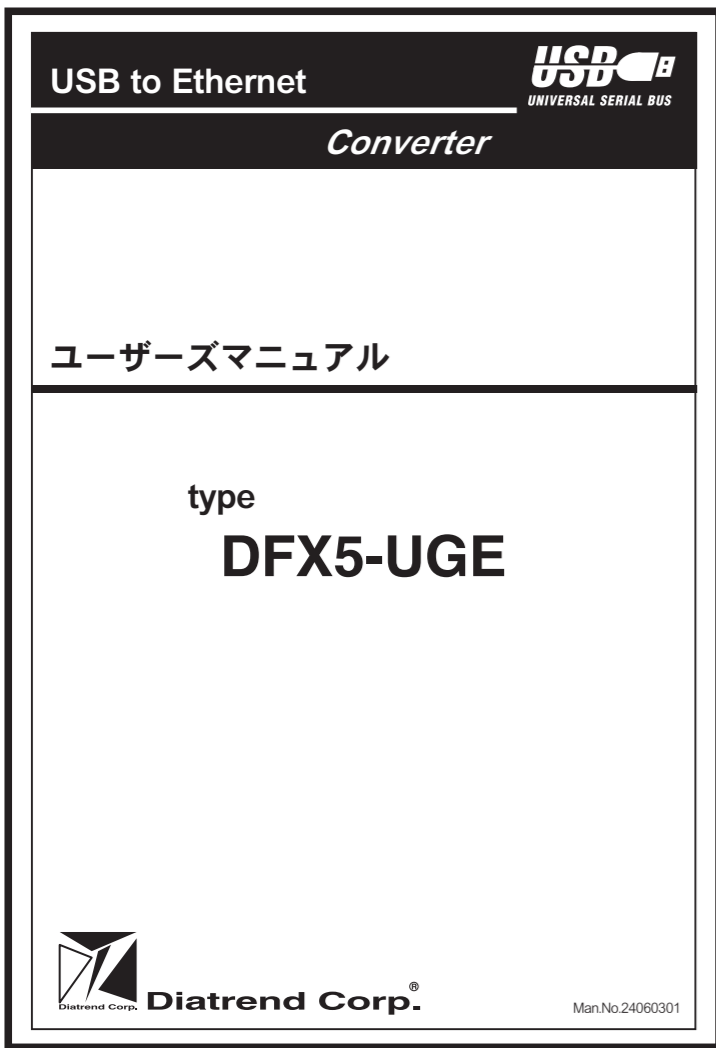 USB to Ethernet
USB
UNIVERSAL SERIAL BUS
Converter
ユーザーズマニュアル
type
DFX5-UGE
Diatrend Corp.
Diatrend Corp.®
Man.No.24060301